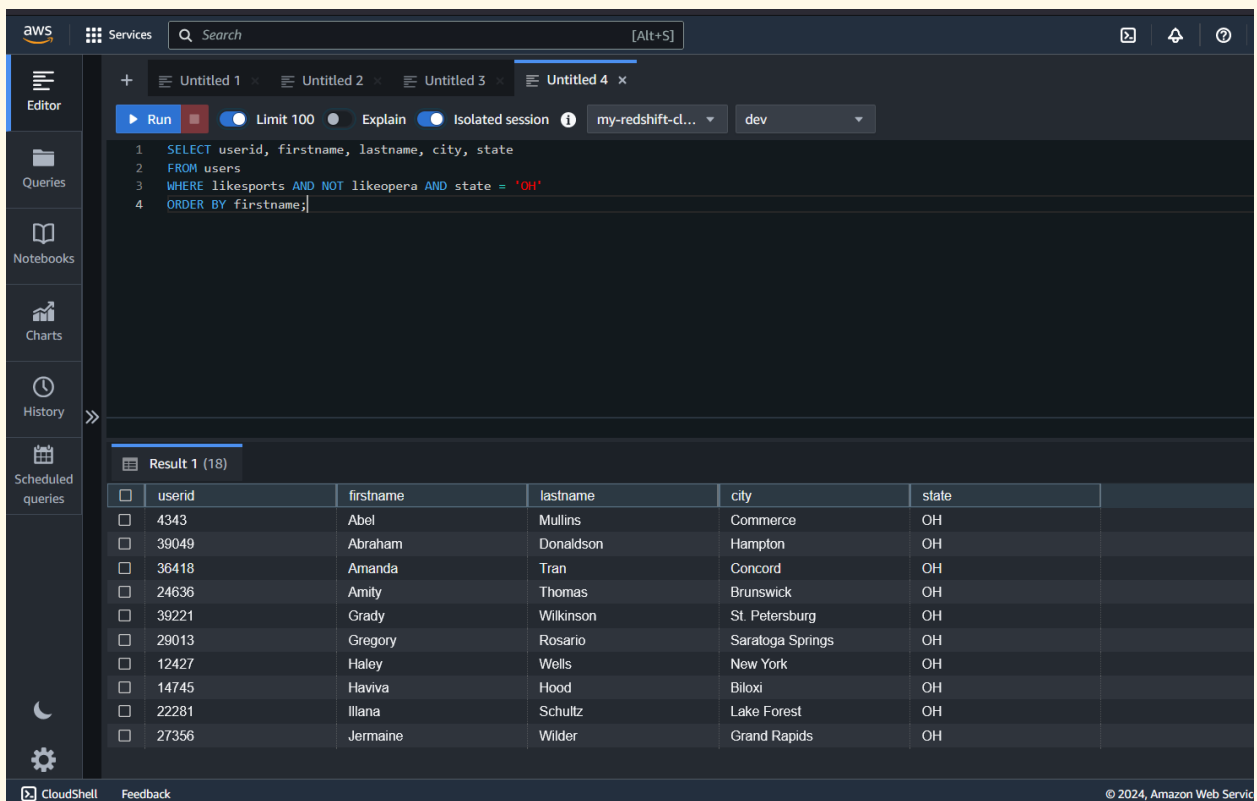 aws Services Search [Alt+S]
Editor
Untitled 1 × Untitled 2 × Untitled 3 × Untitled 4 ×
Run Limit 100 Explain Isolated session my-redshift-cl... dev
1 SELECT userid, firstname, lastname, city, state
2 FROM users
3 WHERE likesports AND NOT likeopera AND state = 'OH'
4 ORDER BY firstname;
Queries
Notebooks
Charts
History
Scheduled
queries
Result 1 (18)
userid firstname lastname city state
4343 Abel Mullins Commerce OH
39049 Abraham Donaldson Hampton OH
36418 Amanda Tran Concord OH
24636 Amity Thomas Brunswick OH
39221 Grady Wilkinson St. Petersburg OH
29013 Gregory Rosario Saratoga Springs OH
12427 Haley Wells New York OH
14745 Haviva Hood Biloxi OH
22281 Illana Schultz Lake Forest OH
27356 Jermaine Wilder Grand Rapids OH
CloudShell Feedback © 2024, Amazon Web Servic